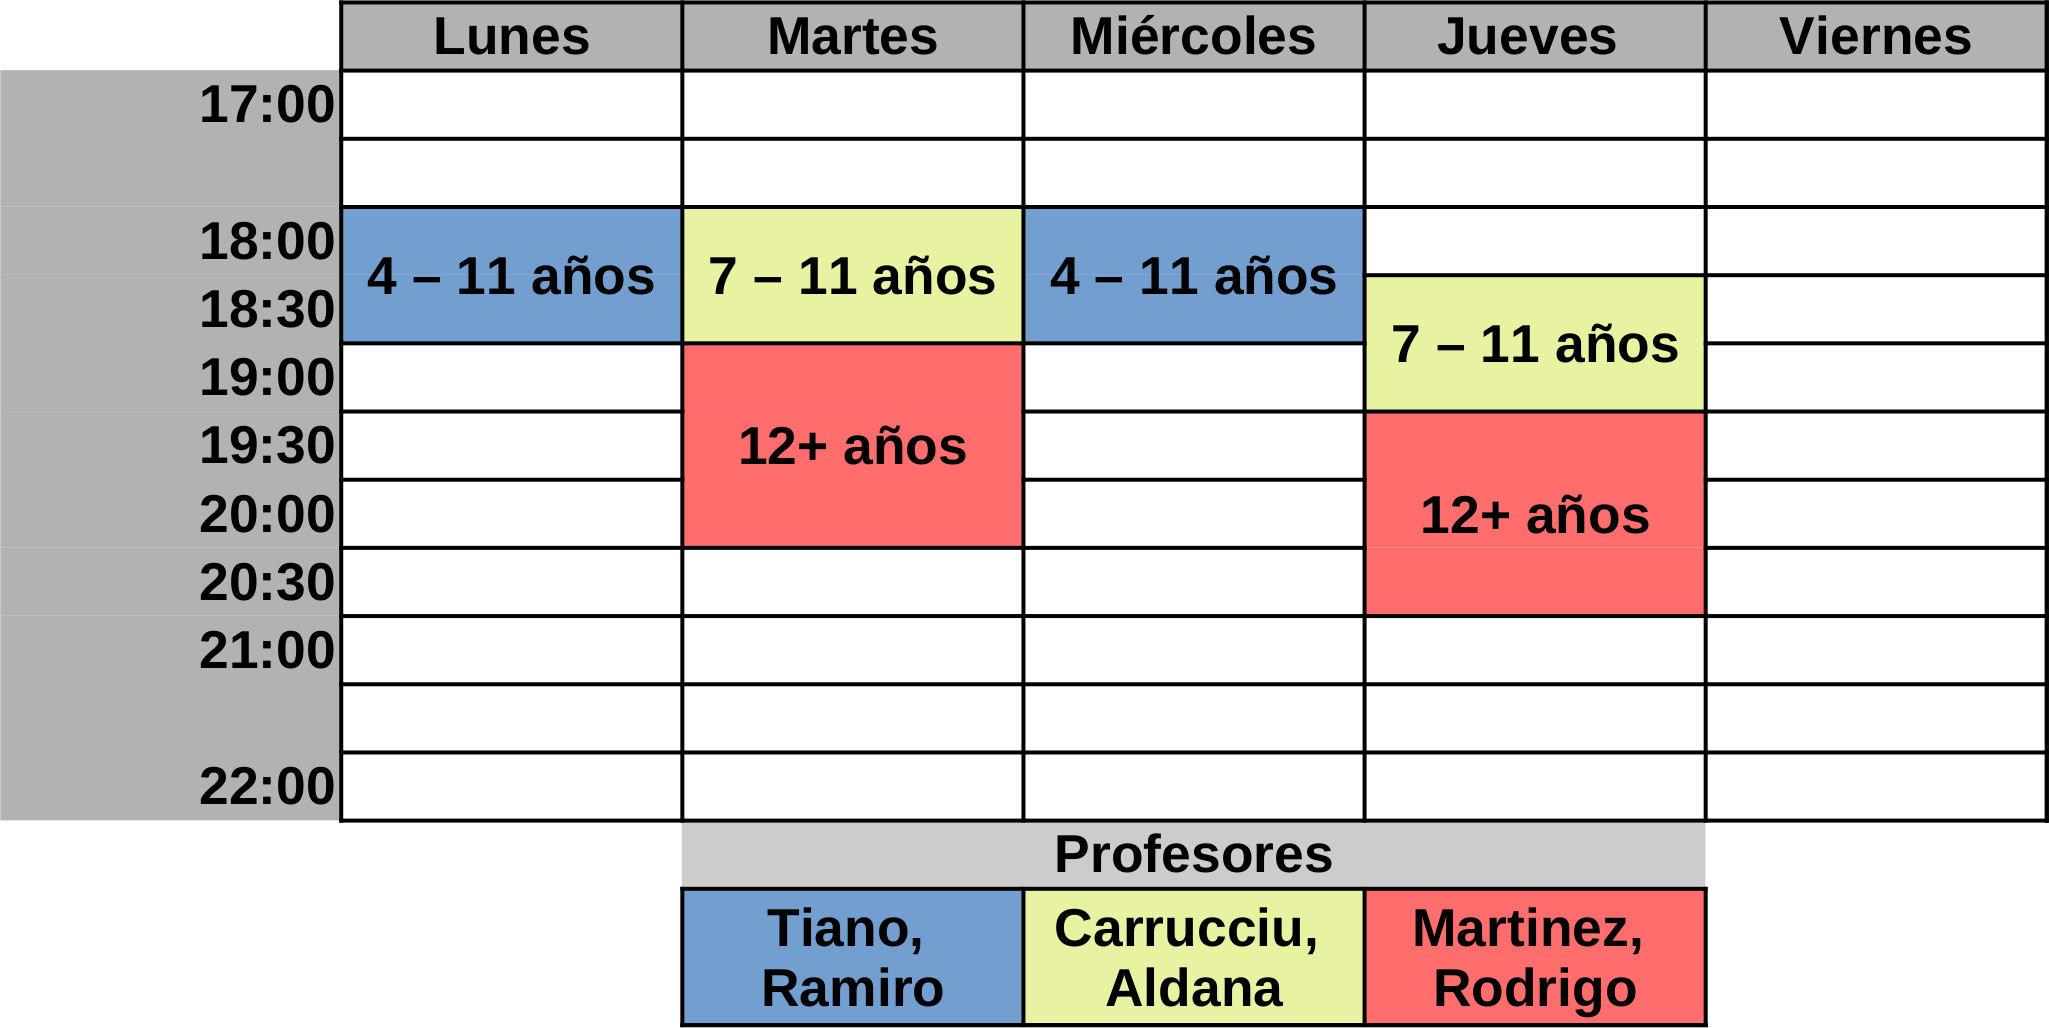 Lunes Martes Miércoles Jueves Viernes
17:00
18:00
4 – 11 años 7 – 11 años 4 – 11 años
18:30
7 – 11 años
19:00
19:30
12+ años
20:00
12+ años
20:30
21:00
22:00
Profesores
Tiano, Carrucciu, Martinez,
Ramiro Aldana Rodrigo